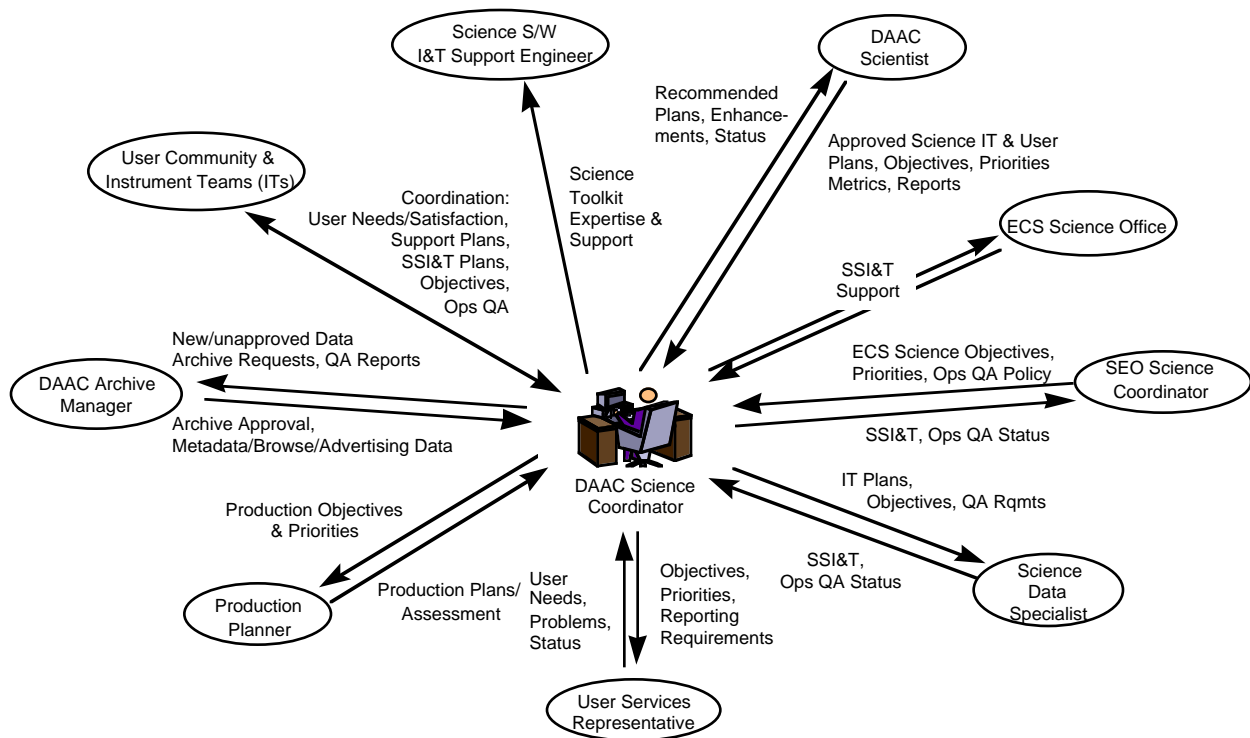 Science S/W
I&T Support Engineer
DAAC
Scientist
Recommended
Plans, Enhance-
ments, Status
Approved Science IT & User
Plans, Objectives, Priorities
Metrics, Reports
User Community &
Instrument Teams (ITs)
Coordination:
User Needs/Satisfaction,
Support Plans,
SSI&T Plans,
Objectives,
Ops QA
Science
Toolkit
Expertise &
Support
ECS Science Office
SSI&T
Support
New/unapproved Data
Archive Requests, QA Reports
DAAC Archive
Manager
Archive Approval,
Metadata/Browse/Advertising Data
ECS Science Objectives,
Priorities, Ops QA Policy
SEO Science
Coordinator
SSI&T, Ops QA Status
DAAC Science
Coordinator
IT Plans,
Objectives, QA Rqmts
Production Objectives
& Priorities
SSI&T,
Ops QA Status
Science
Data
Specialist
Production
Planner
Production Plans/
Assessment
User
Needs,
Problems,
Status
Objectives,
Priorities,
Reporting
Requirements
User Services
Representative